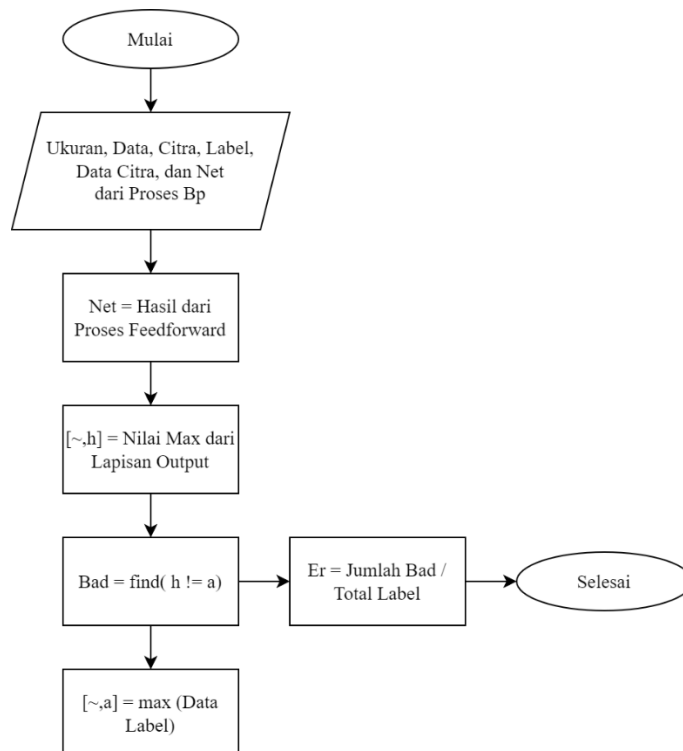 Mulai
Ukuran, Data, Citra, Label,
Data Citra, dan Net
dari Proses Bp
Net = Hasil dari
Proses Feedforward
[~,h] = Nilai Max dari
Lapisan Output
Bad = find( h != a)
Er = Jumlah Bad /
Total Label
Selesai
[~,a] = max (Data
Label)